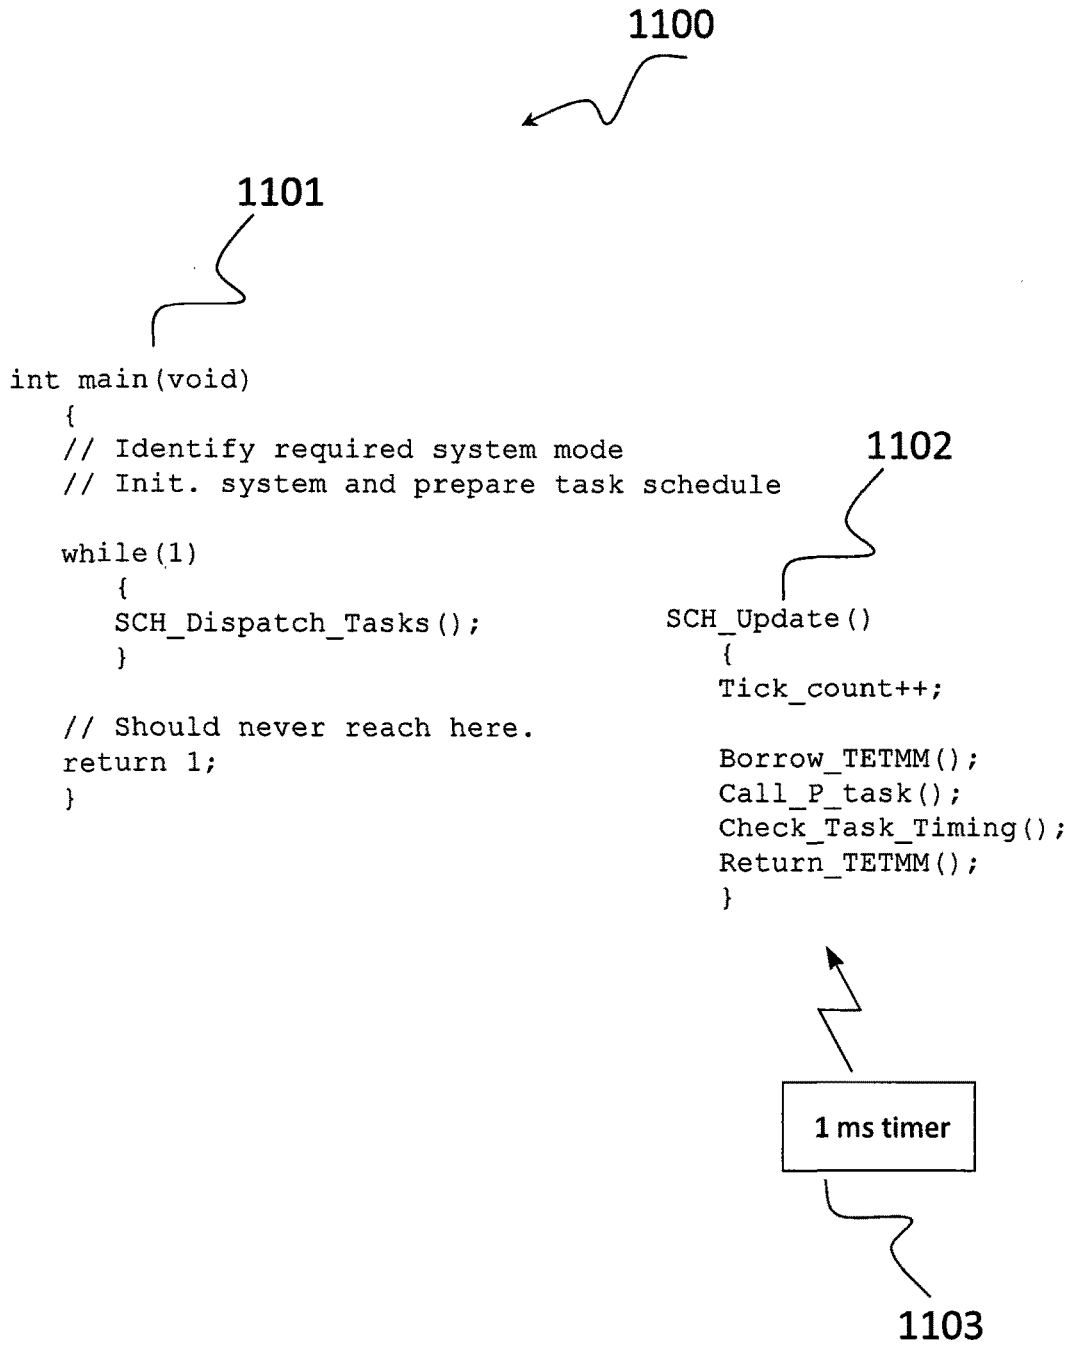 1100
1101
int main(void)
{
// Identify required system mode
// Init. system and prepare task schedule
while(1)
{
SCH_Dispatch_Tasks();
}
// Should never reach here.
return 1;
}
1102
SCH_Update()
{
Tick_count++;
Borrow_TETMM();
Call_P_task();
Check_Task_Timing();
Return_TETMM();
}
1 ms timer
1103